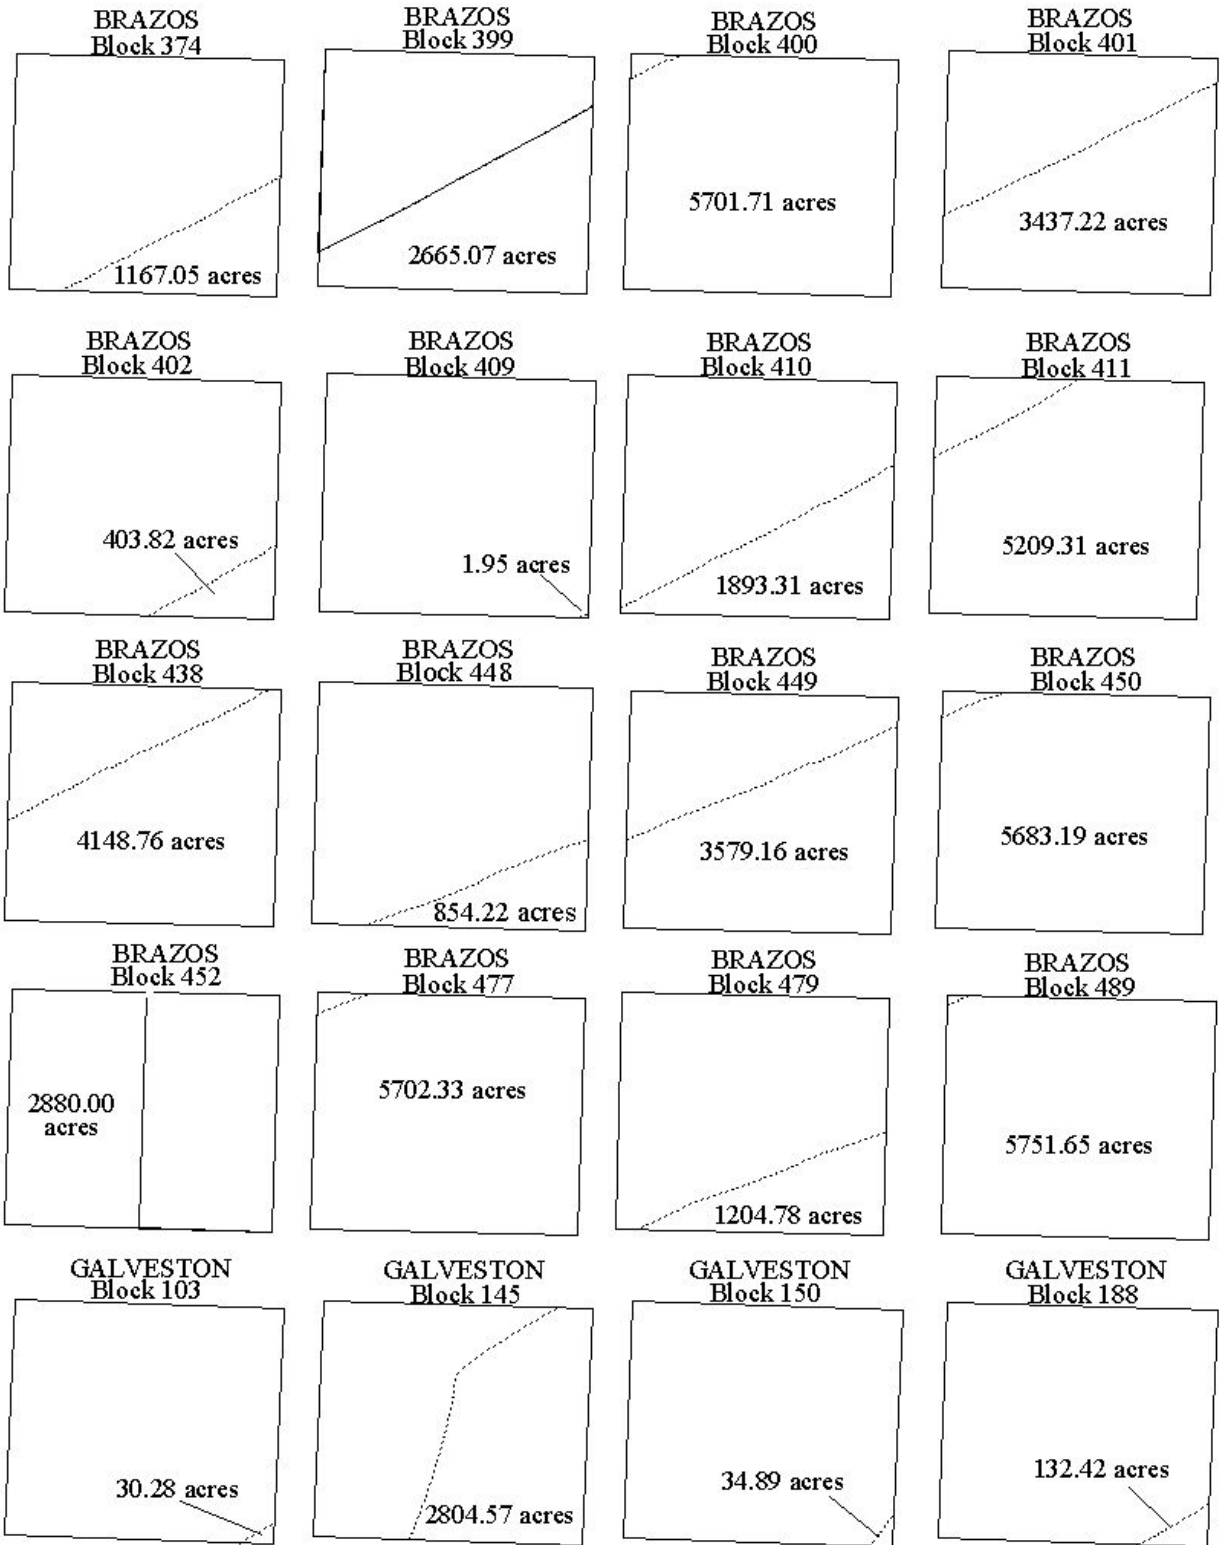 BRAZOS
Block 374
1167.05 acres
BRAZOS
Block 399
2665.07 acres
BRAZOS
Block 400
5701.71 acres
BRAZOS
Block 401
3437.22 acres
BRAZOS
Block 402
403.82 acres
BRAZOS
Block 409
1.95 acres
BRAZOS
Block 410
1893.31 acres
BRAZOS
Block 411
5209.31 acres
BRAZOS
Block 438
4148.76 acres
BRAZOS
Block 448
854.22 acres
BRAZOS
Block 449
3579.16 acres
BRAZOS
Block 450
5683.19 acres
BRAZOS
Block 452
2880.00
acres
BRAZOS
Block 477
5702.33 acres
BRAZOS
Block 479
1204.78 acres
BRAZOS
Block 489
5751.65 acres
GALVESTON
Block 103
30.28 acres
GALVESTON
Block 145
2804.57 acres
GALVESTON
Block 150
34.89 acres
GALVESTON
Block 188
132.42 acres